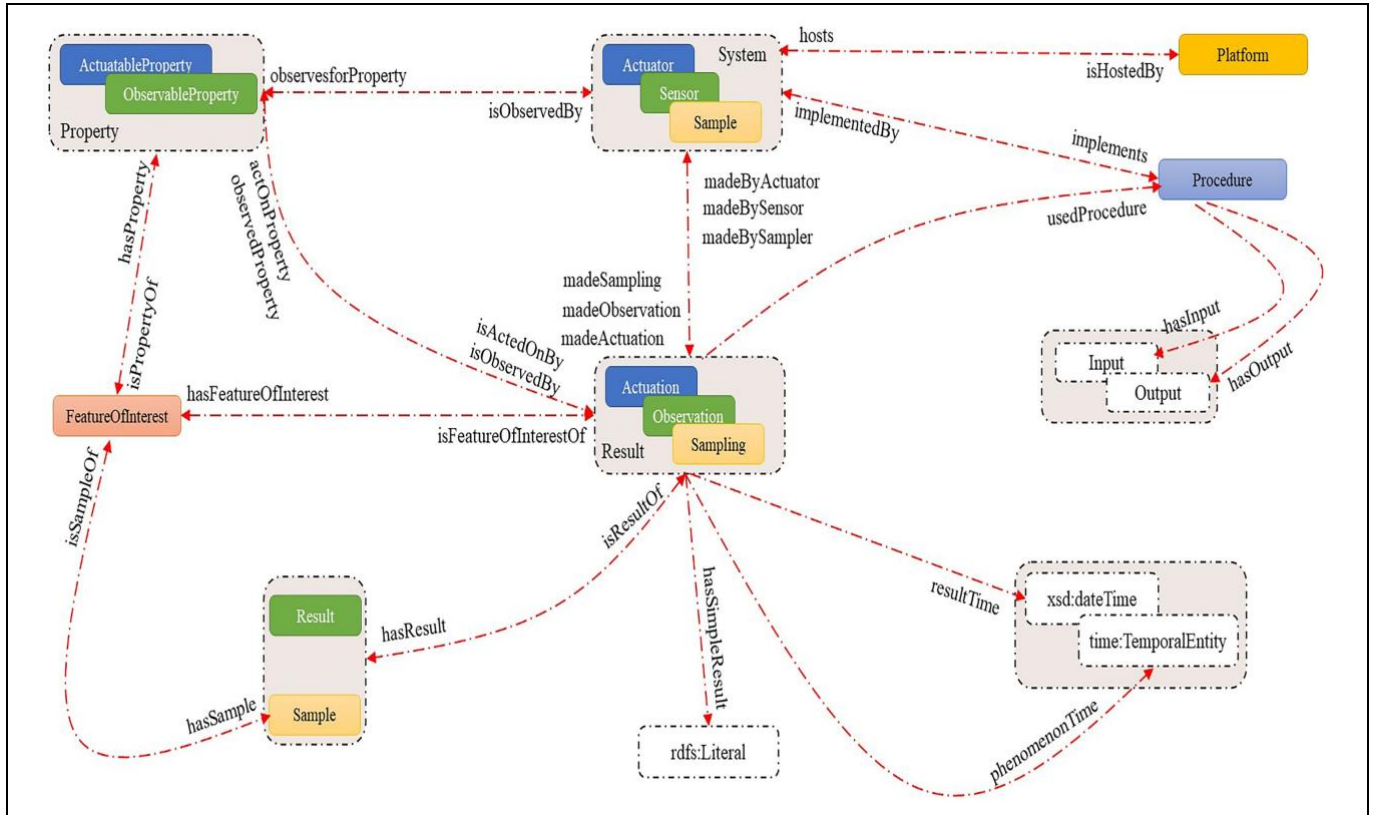 ActuatableProperty
ObservableProperty
Property
observesforProperty
isObservedBy
Actuator
System
Sensor
Sample
hosts
isHostedBy
Platform
implementedBy
implements
Procedure
usedProcedure
hasProperty
isPropertyOf
actOnProperty
observedProperty
madeByActuator
madeBySensor
madeBySampler
madeSampling
madeObservation
madeActuation
isActedOnBy
isObservedBy
hasInput
hasOutput
Input
Output
FeatureOfInterest
hasFeatureOfInterest
isFeatureOfInterestOf
Actuation
Observation
Sampling
Result
isSampleOf
hasSample
Result
Sample
hasResult
isResultOf
hasSimpleResult
rdfs:Literal
resultTime
phenomenonTime
xsd:dateTime
time:TemporalEntity